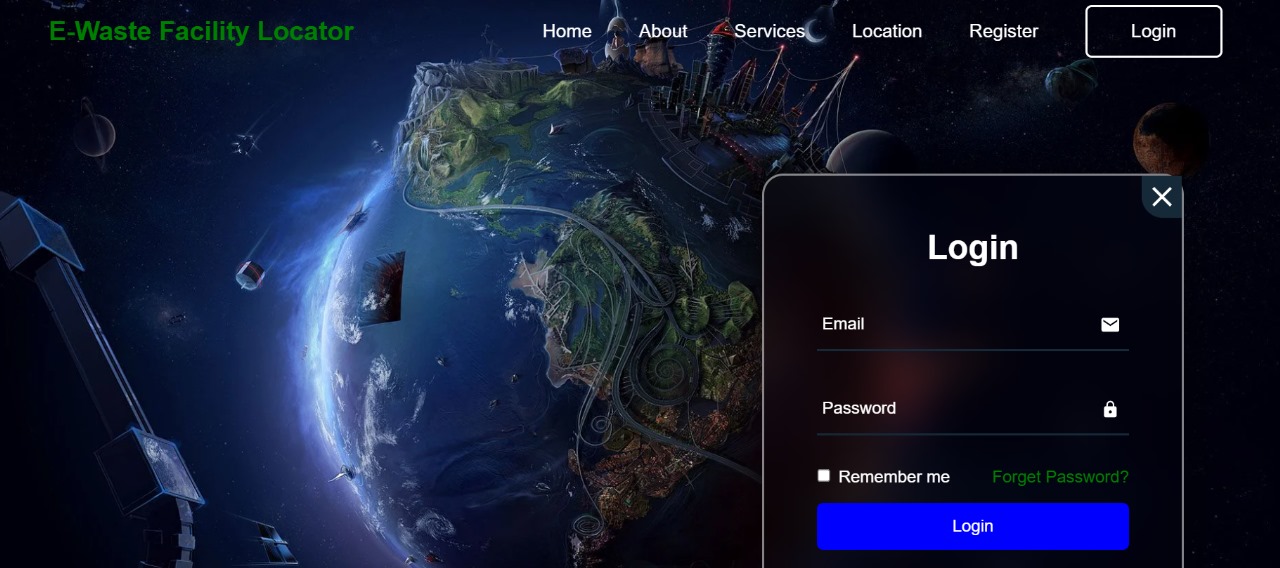 E-Waste Facility Locator
Home About Services Location Register Login
Login
Email
Password
Remember me Forget Password?
Login